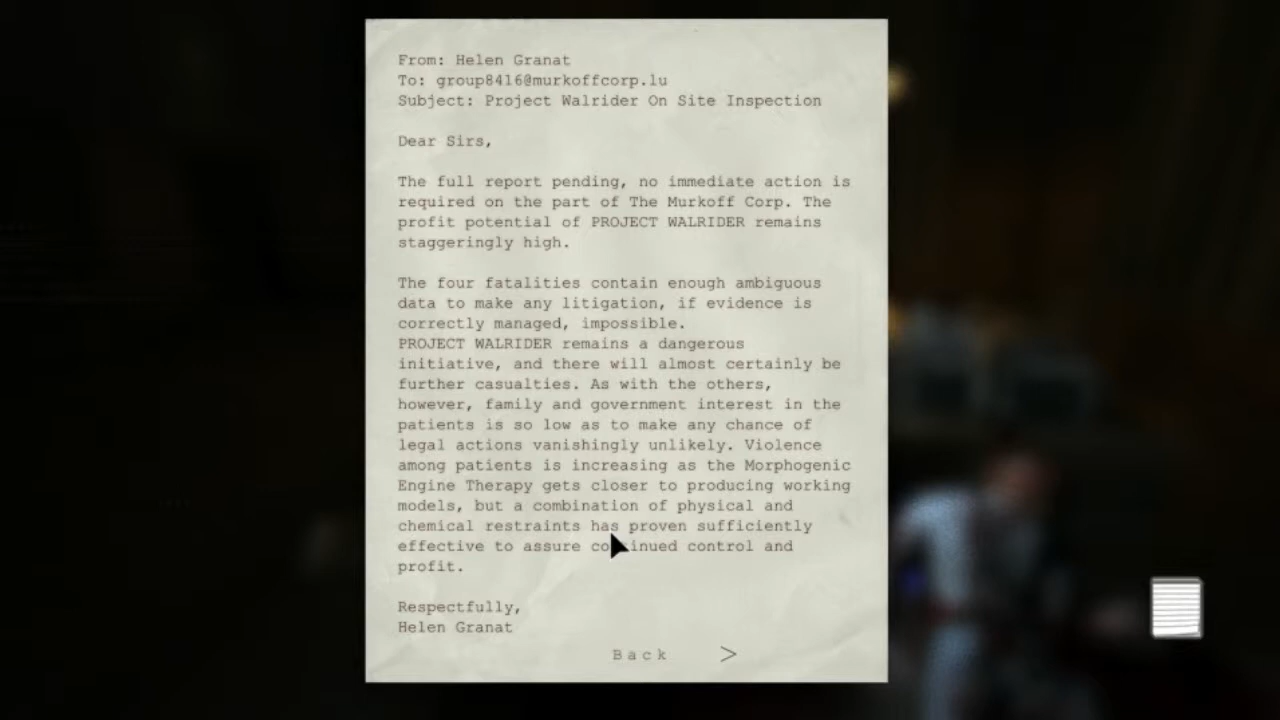 From: Helen Granat
To: group8416@murkoffcorp.lu
Subject: Project Walrider On Site Inspection
Dear Sirs,
The full report pending, no immediate action is
required on the part of The Murkoff Corp. The
profit potential of PROJECT WALRIDER remains
staggeringly high.
The four fatalities contain enough ambiguous
data to make any litigation, if evidence is
correctly managed, impossible.
PROJECT WALRIDER remains a dangerous
initiative, and there will almost certainly be
further casualties. As with the others,
however, family and government interest in the
patients is so low as to make any chance of
legal actions vanishingly unlikely. Violence
among patients is increasing as the Morphogenic
Engine Therapy gets closer to producing working
models, but a combination of physical and
chemical restraints has proven sufficiently
effective to assure continued control and
profit.
Respectfully,
Helen Granat
Back >